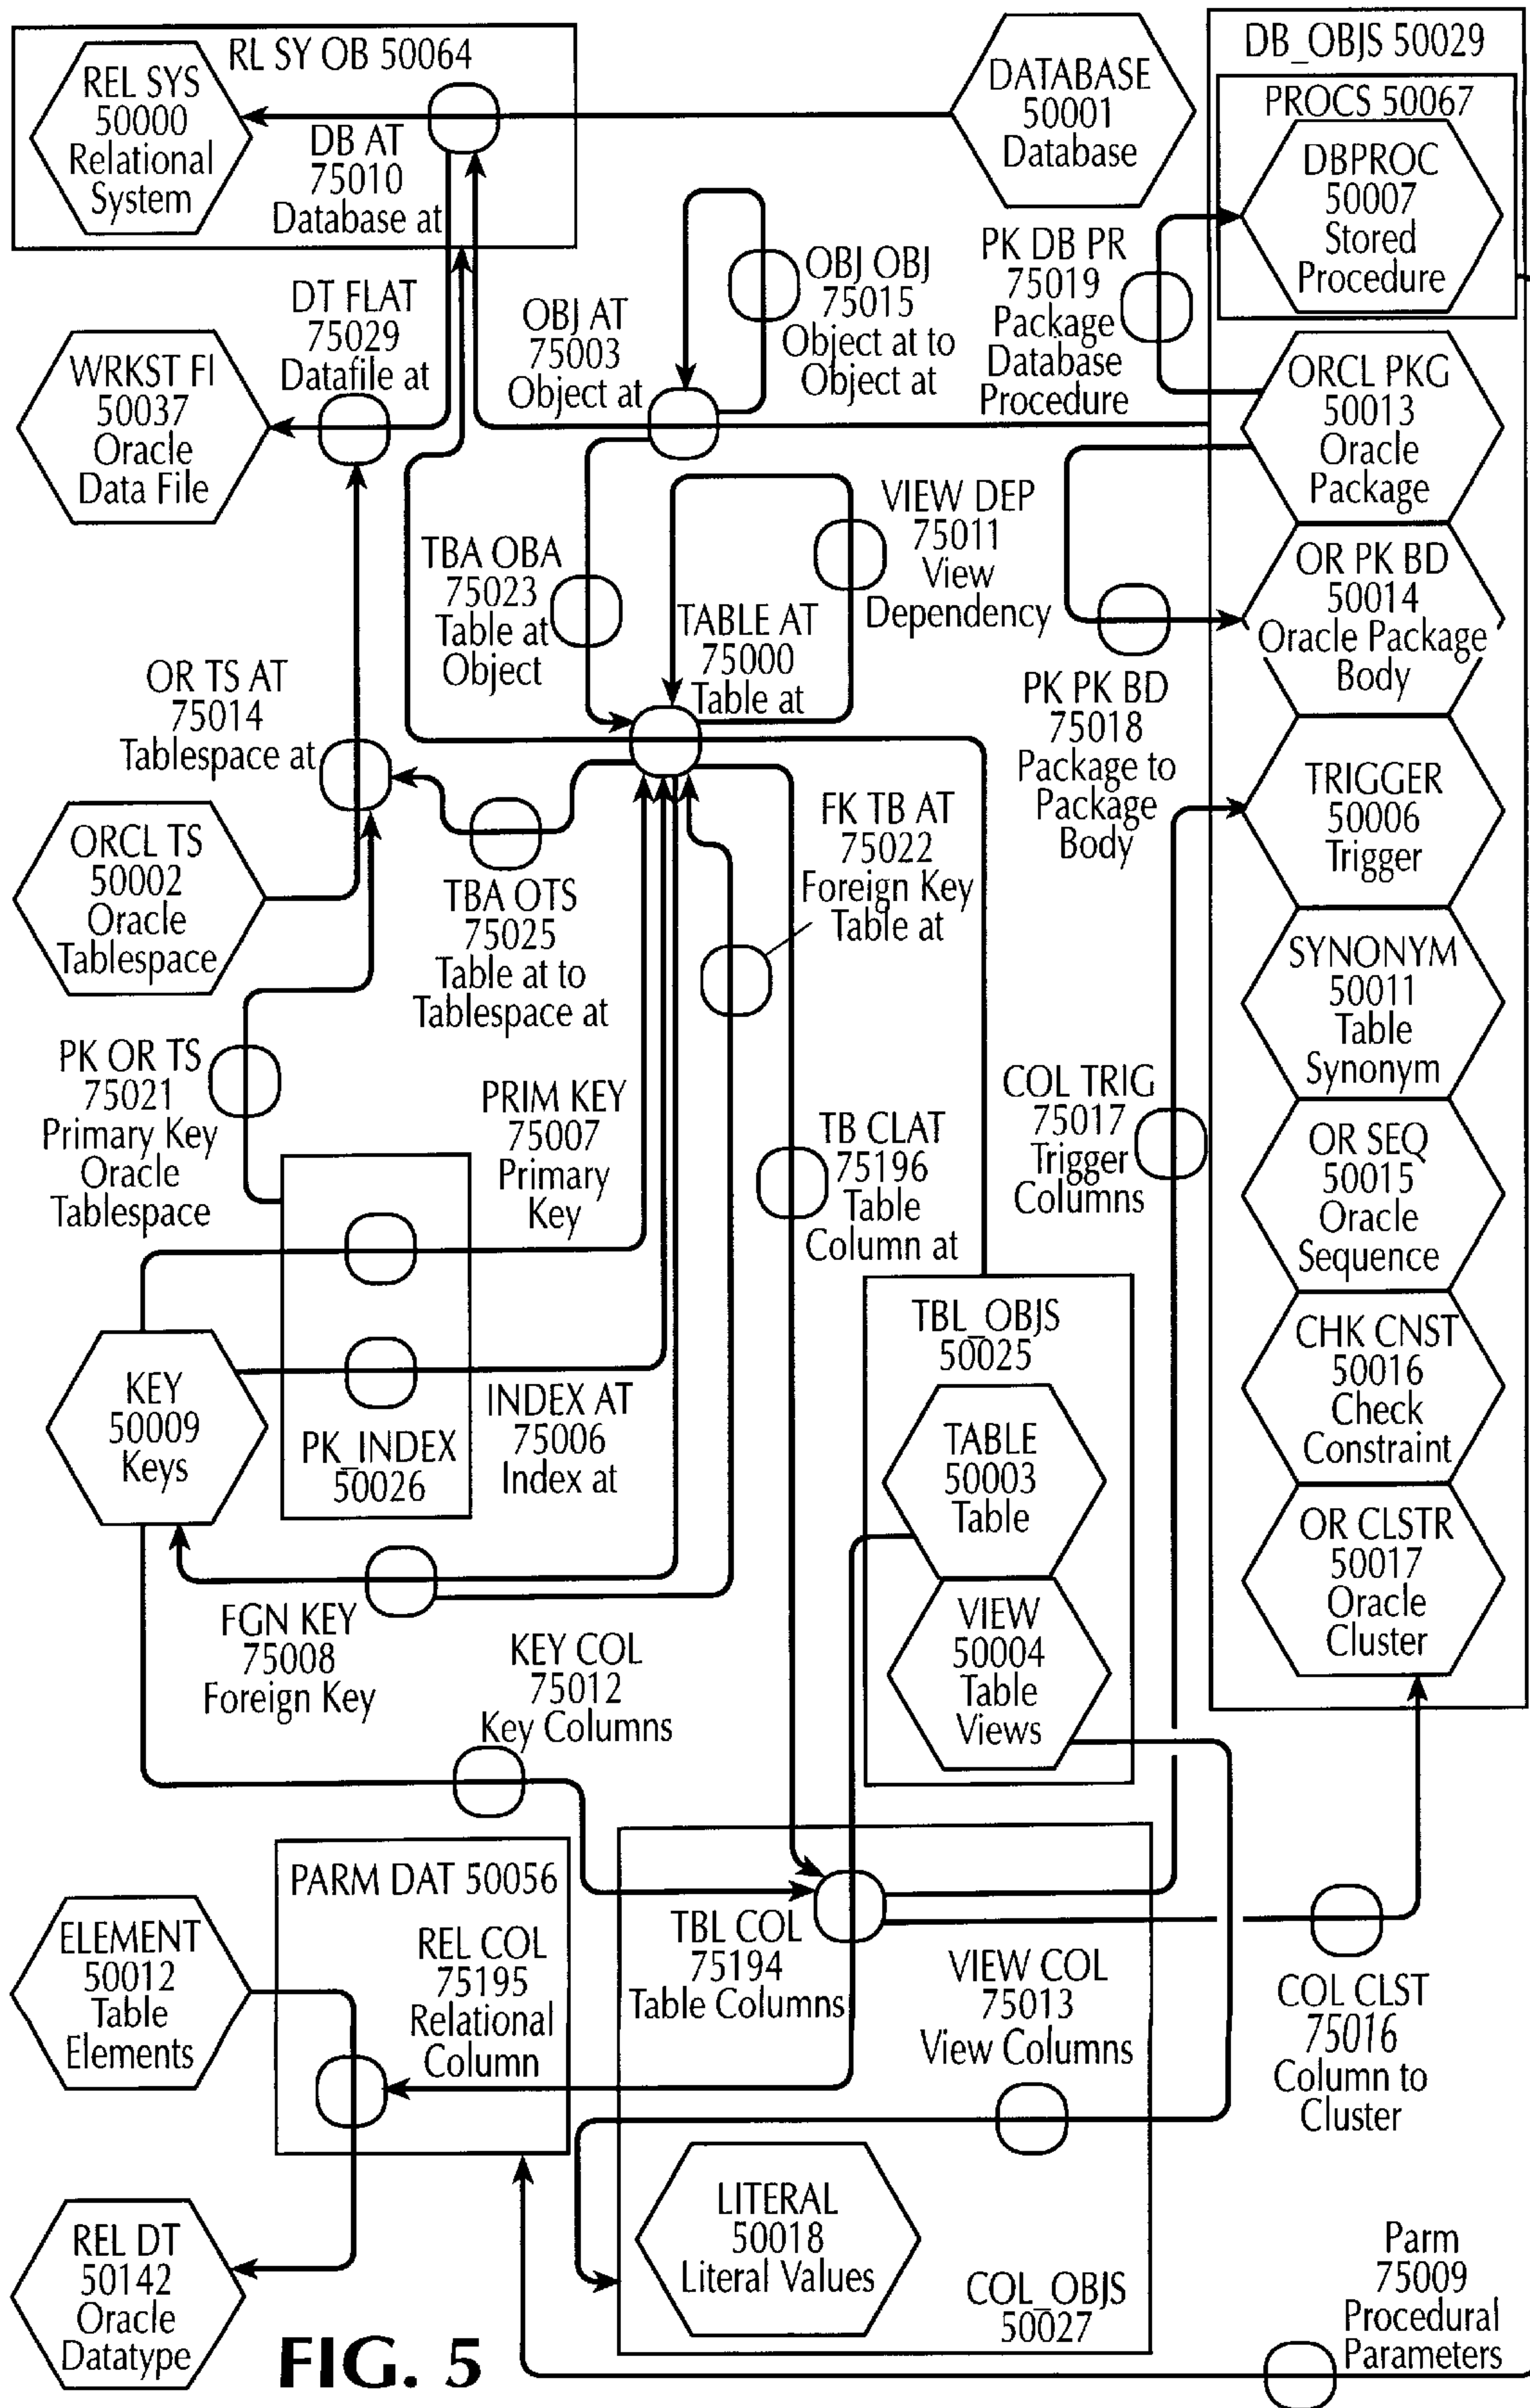 RL SY OB 50064
REL SYS
50000
Relational
System
DB AT
75010
Database at
DATABASE
50001
Database
DB_OBJS 50029
PROCS 50067
DBPROC
50007
Stored
Procedure
DT FLAT
75029
Datafile at
WRKST FI
50037
Oracle
Data File
OBJ AT
75003
Object at
OBJ OBJ
75015
Object at to
Object at
PK DB PR
75019
Package
Database
Procedure
ORCL PKG
50013
Oracle
Package
TBA OBA
75023
Table at
Object
VIEW DEP
75011
View
Dependency
TABLE AT
75000
Table at
OR PK BD
50014
Oracle Package
Body
OR TS AT
75014
Tablespace at
PK PK BD
75018
Package to
Package
Body
TRIGGER
50006
Trigger
ORCL TS
50002
Oracle
Tablespace
TBA OTS
75025
Table at to
Tablespace at
FK TB AT
75022
Foreign Key
Table at
SYNONYM
50011
Table
Synonym
PK OR TS
75021
Primary Key
Oracle
Tablespace
PRIM KEY
75007
Primary
Key
TB CLAT
75196
Table
Column at
COL TRIG
75017
Trigger
Columns
OR SEQ
50015
Oracle
Sequence
KEY
50009
Keys
PK_INDEX
50026
INDEX AT
75006
Index at
TBL_OBJS
50025
TABLE
50003
Table
CHK CNST
50016
Check
Constraint
OR CLSTR
50017
Oracle
Cluster
FGN KEY
75008
Foreign Key
KEY COL
75012
Key Columns
VIEW
50004
Table
Views
PARM DAT 50056
ELEMENT
50012
Table
Elements
REL COL
75195
Relational
Column
TBL COL
75194
Table Columns
VIEW COL
75013
View Columns
COL CLST
75016
Column to
Cluster
REL DT
50142
Oracle
Datatype
LITERAL
50018
Literal Values
COL_OBJS
50027
Parm
75009
Procedural
Parameters
FIG. 5